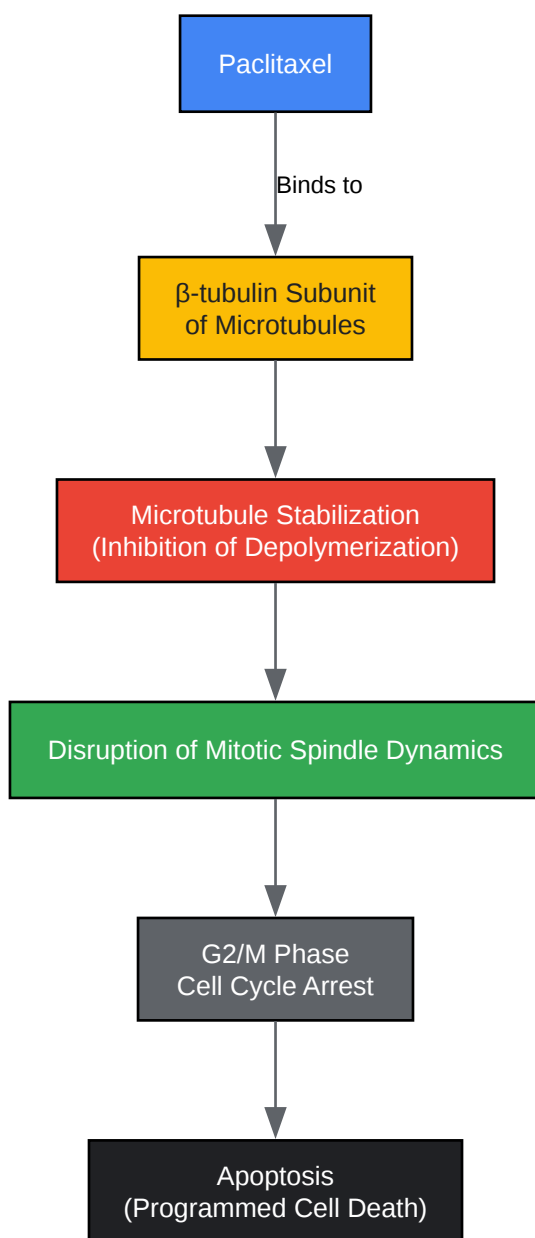 Paclitaxel
Binds to
β-tubulin Subunit
of Microtubules
Microtubule Stabilization
(Inhibition of Depolymerization)
Disruption of Mitotic Spindle Dynamics
G2/M Phase
Cell Cycle Arrest
Apoptosis
(Programmed Cell Death)